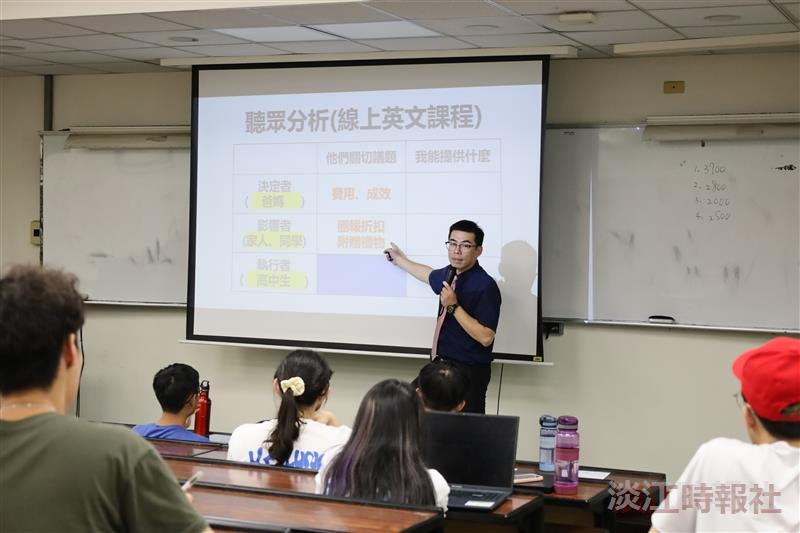 聽眾分析(線上英文課程)
他們關切議題
我能提供什麼
決定者
( 爸媽 )
費用、成效
影響者
(家人、同學)
團報折扣
附贈禮物
執行者
( 高中生 )
1. 3700
2. 2800
3. 2000
4. 2500
淡江時報社